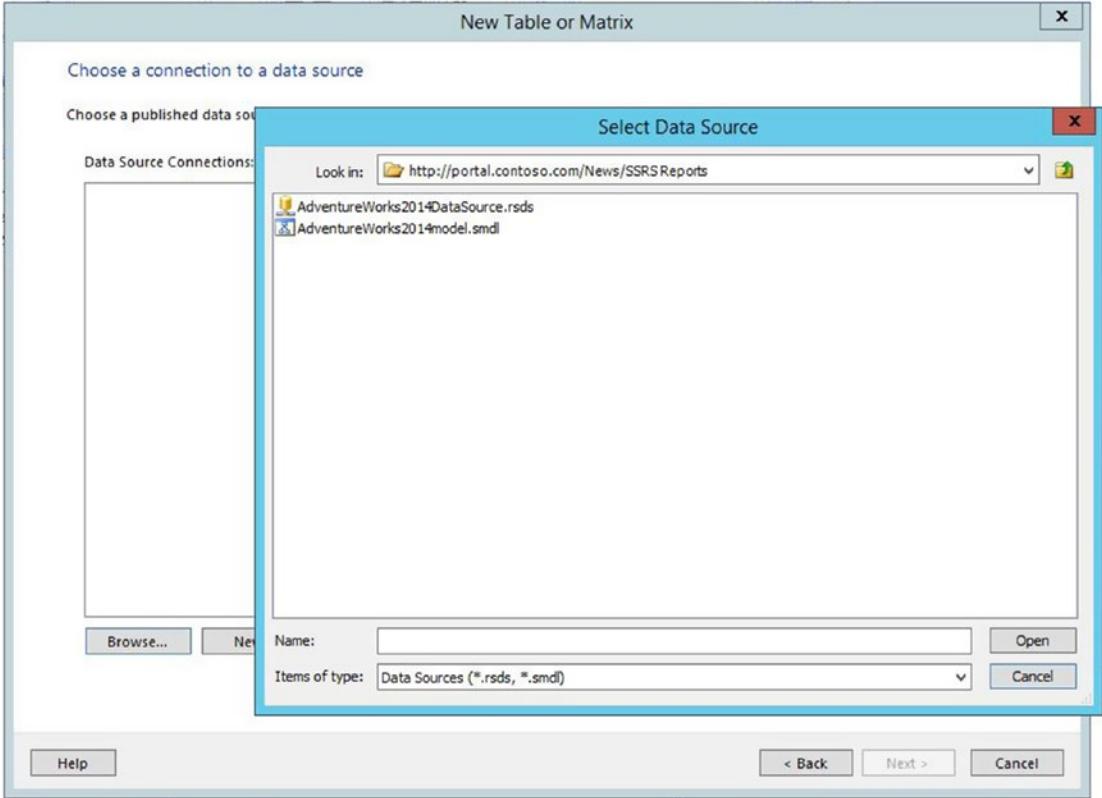 New Table or Matrix
x
Choose a connection to a data source
Choose a published data sou
Select Data Source
x
Data Source Connections:
Look in: http://portal.contoso.com/News/SSRS Reports
AdventureWorks2014DataSource.rsds
AdventureWorks2014model.smdl
Browse...
Name:
Open
Items of type: Data Sources (*.rsds, *.smdl)
Cancel
Help
< Back
Next >
Cancel